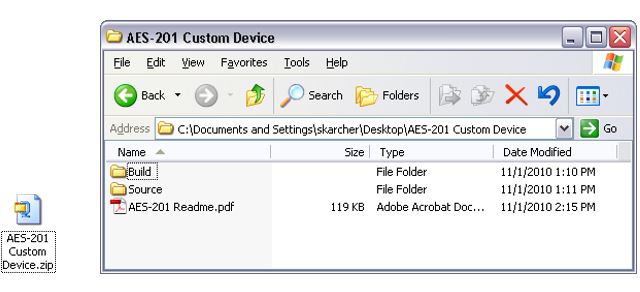 AES-201 Custom Device
File Edit View Favorites Tools Help
Back Search Folders
Address C:\Documents and Settings\skarcher\Desktop\AES-201 Custom Device Go
Name Size Type Date Modified
Build File Folder 11/1/2010 1:10 PM
Source File Folder 11/1/2010 1:11 PM
AES-201 Readme.pdf 119 KB Adobe Acrobat Doc... 11/1/2010 2:15 PM
AES-201
Custom
Device.zip